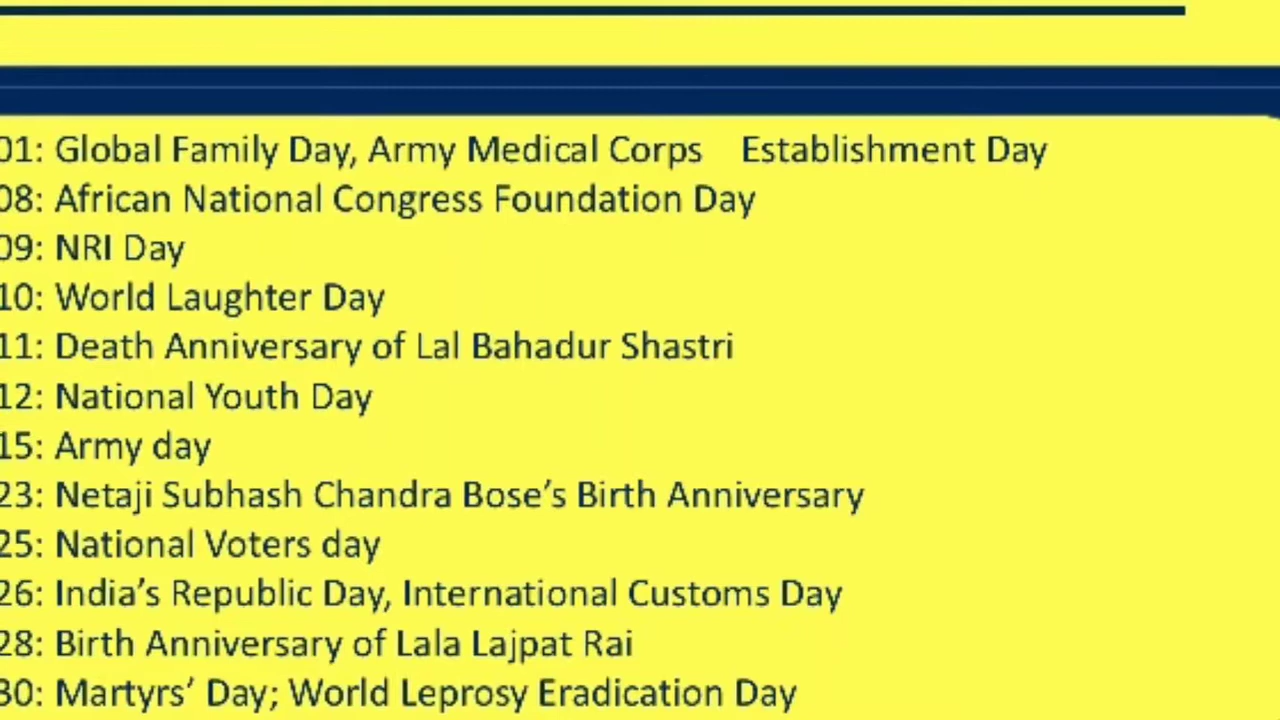 01: Global Family Day, Army Medical Corps Establishment Day
08: African National Congress Foundation Day
09: NRI Day
10: World Laughter Day
11: Death Anniversary of Lal Bahadur Shastri
12: National Youth Day
15: Army day
23: Netaji Subhash Chandra Bose’s Birth Anniversary
25: National Voters day
26: India’s Republic Day, International Customs Day
28: Birth Anniversary of Lala Lajpat Rai
30: Martyrs’ Day; World Leprosy Eradication Day